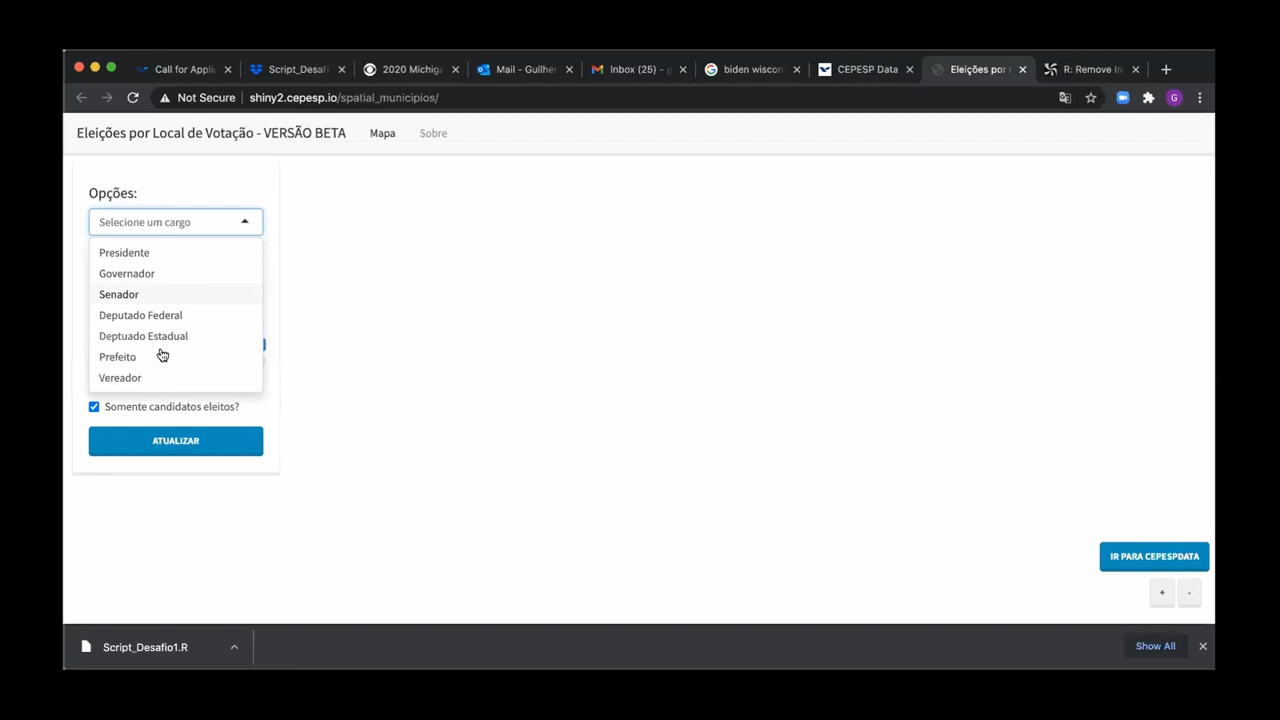 Call for Applic
Script_Desafi
2020 Michiga
Mail - Guilhe
Inbox (25) - g
biden wiscon
CEPESP Data
Eleições por
R: Remove In
Not Secure
shiny2.cepesp.io/spatial_municipios/
G
Eleições por Local de Votação - VERSÃO BETA
Mapa
Sobre
Opções:
Selecione um cargo
Presidente
Governador
Senador
Deputado Federal
Deptuado Estadual
Prefeito
Vereador
Somente candidatos eleitos?
ATUALIZAR
IR PARA CEPESPDATA
+
-
Script_Desafio1.R
Show All